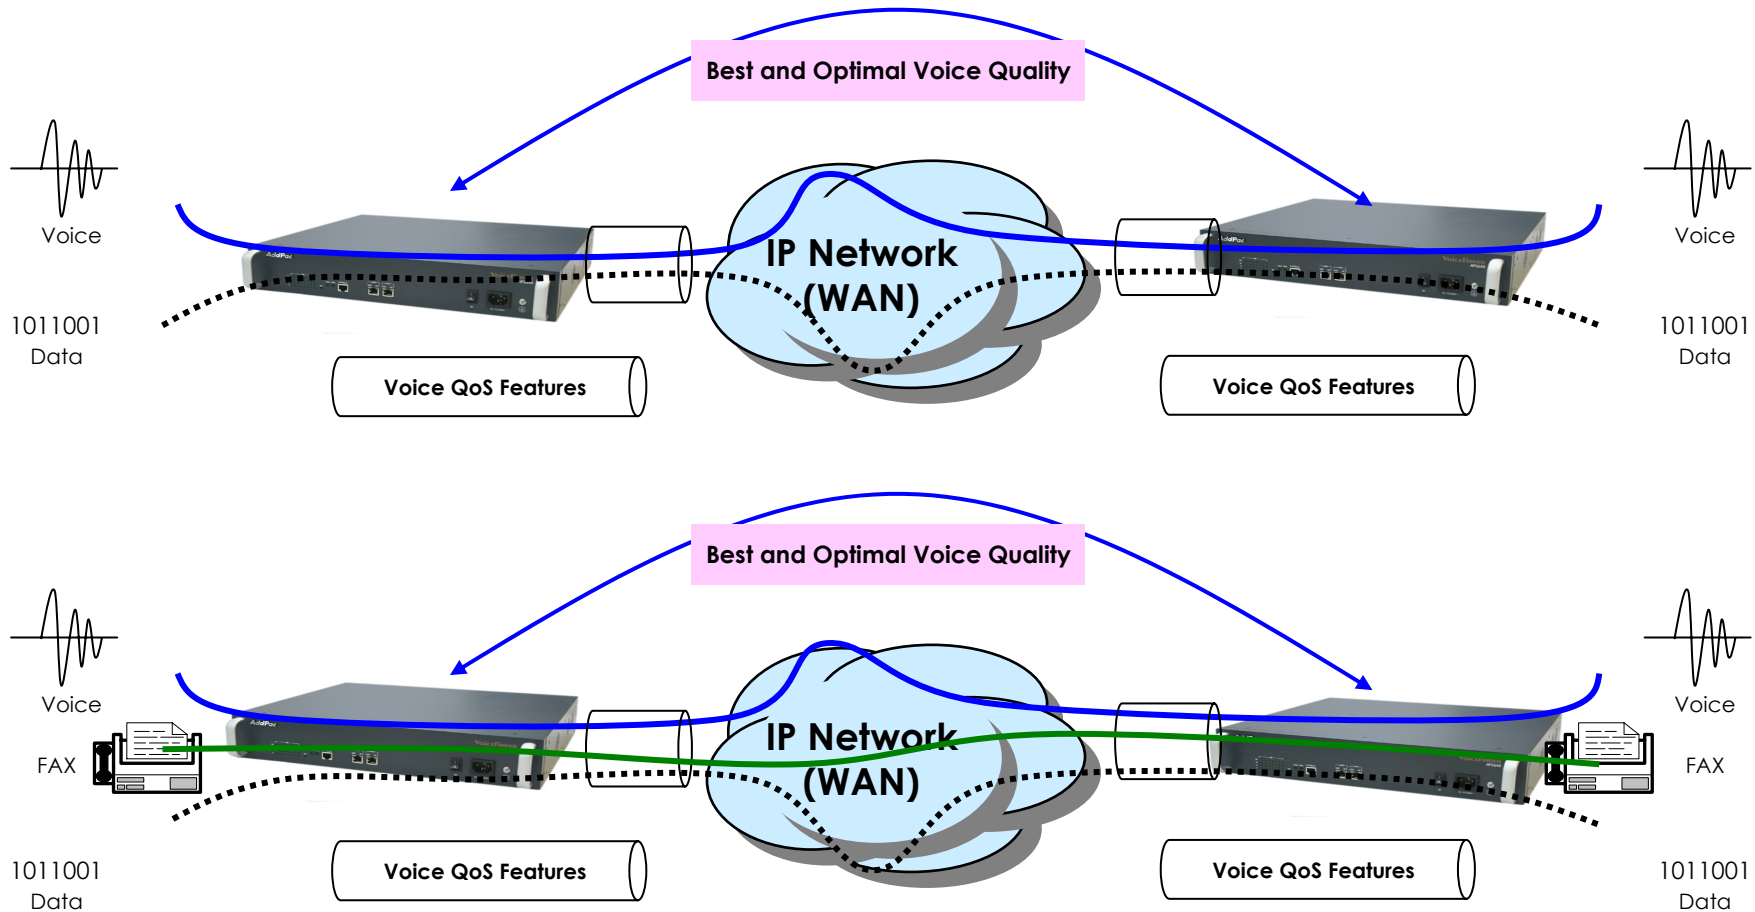 Best and Optimal Voice Quality
Voice
Voice
AddPac
IP Network
(WAN)
1011001
Data
1011001
Data
Voice QoS Features
Voice QoS Features
Best and Optimal Voice Quality
Voice
Voice
AddPac
IP Network
(WAN)
FAX
FAX
Voice QoS Features
Voice QoS Features
1011001
Data
1011001
Data